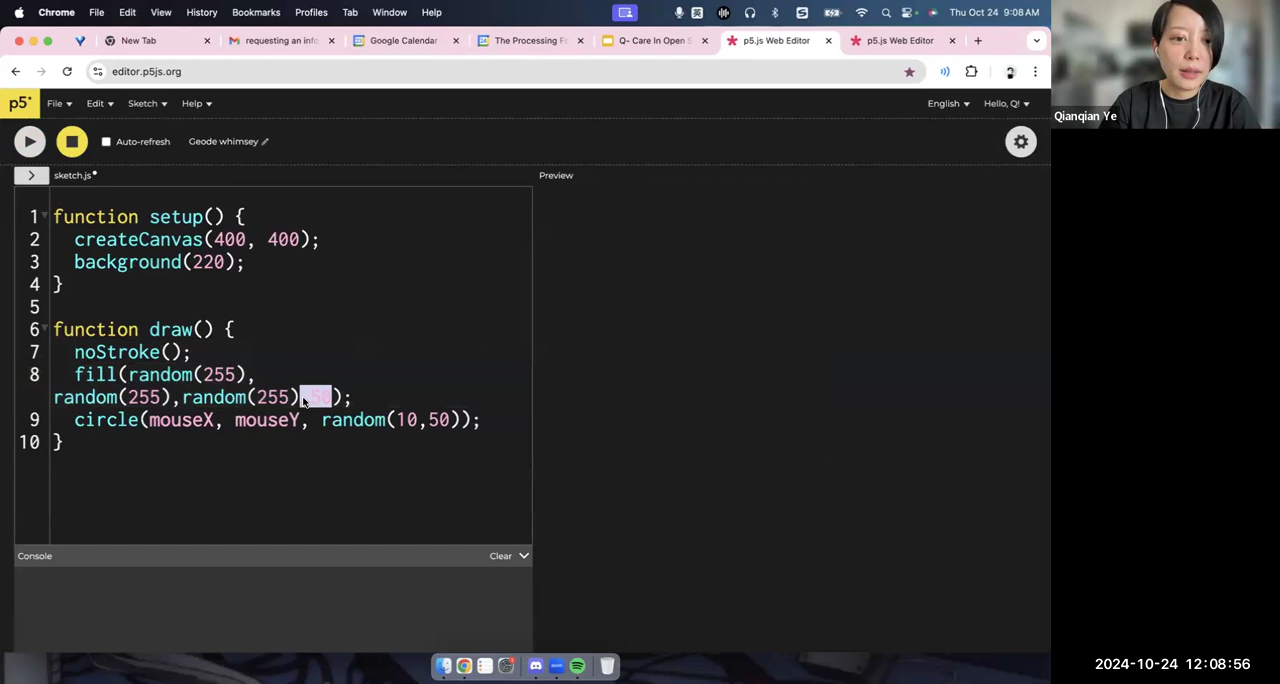 Chrome File Edit View History Bookmarks Profiles Tab Window Help 英 S Thu Oct 24 9:08 AM
New Tab requesting an info Google Calendar The Processing Fe Q- Care In Open S p5.js Web Editor p5.js Web Editor
editor.p5js.org
p5* File Edit Sketch Help English Hello, Q!
Qianqian Ye
Auto-refresh Geode whimsey
sketch.js Preview
1 function setup() {
2 createCanvas(400, 400);
3 background(220);
4 }
5
6 function draw() {
7 noStroke();
8 fill(random(255),
random(255),random(255),50);
9 circle(mouseX, mouseY, random(10,50));
10 }
Console Clear
2024-10-24 12:08:56